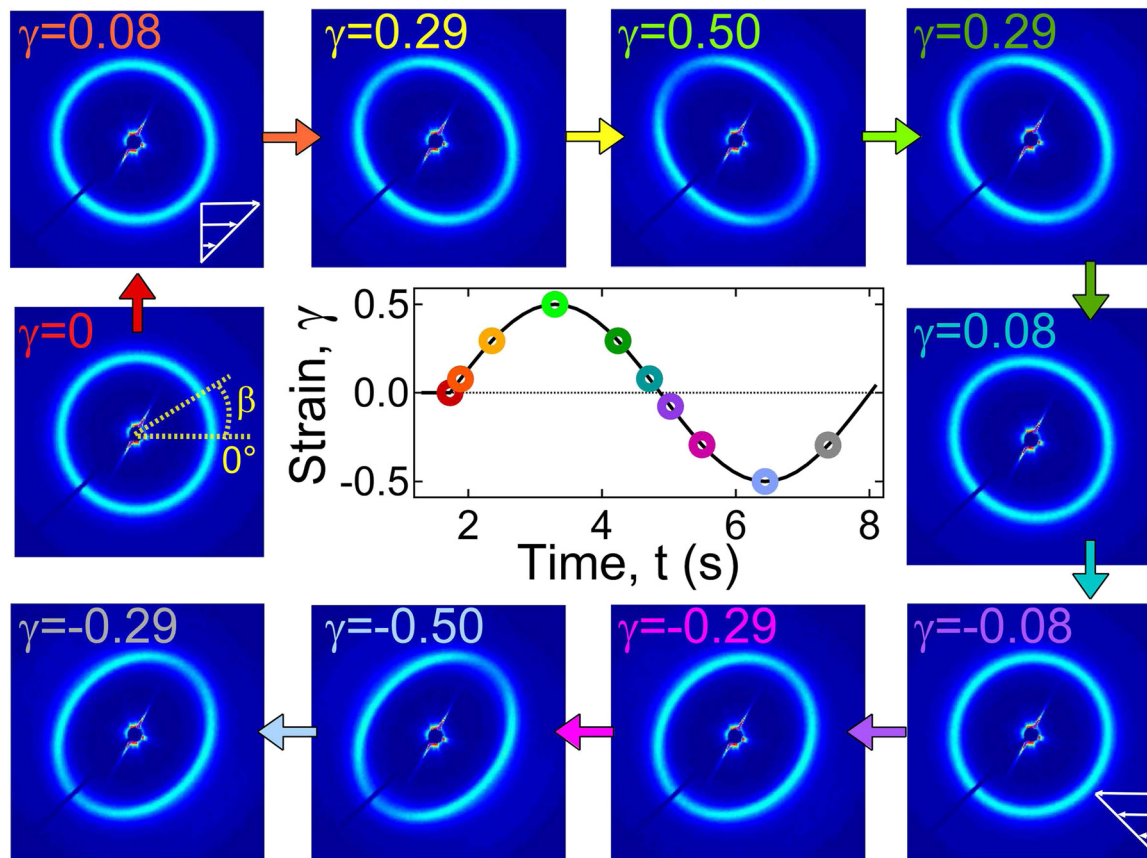 γ=0.08
γ=0.29
γ=0.50
γ=0.29
γ=0
β
0°
Strain, γ
0.5
0.0
-0.5
2
4
6
8
Time, t (s)
γ=0.08
γ=-0.29
γ=-0.50
γ=-0.29
γ=-0.08